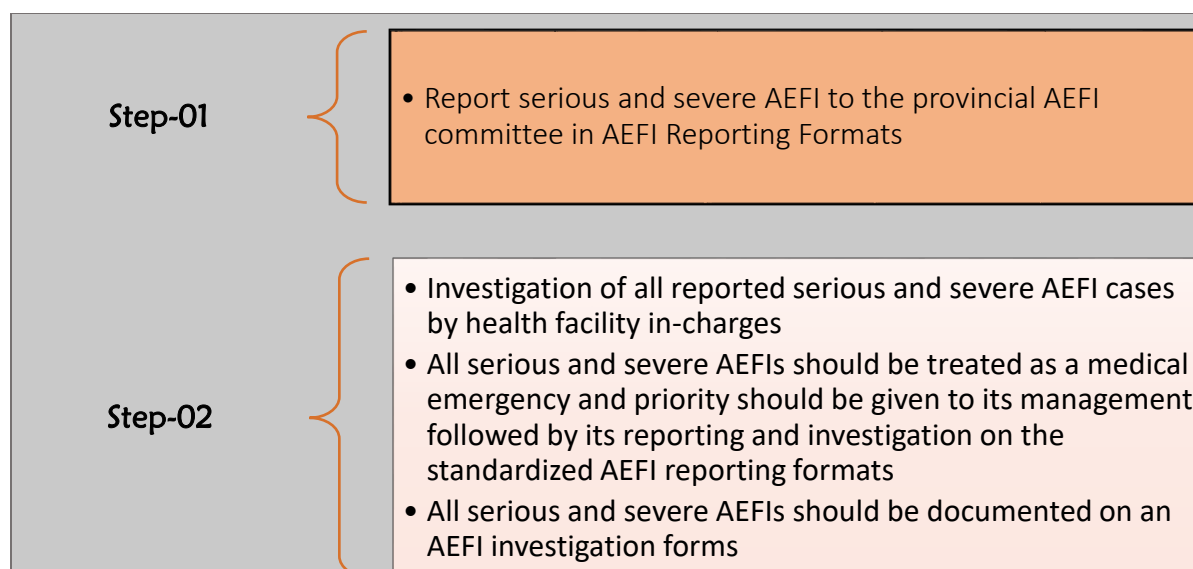 Step-01
• Report serious and severe AEFI to the provincial AEFI
committee in AEFI Reporting Formats
Step-02
• Investigation of all reported serious and severe AEFI cases
by health facility in-charges
• All serious and severe AEFIs should be treated as a medical
emergency and priority should be given to its management
followed by its reporting and investigation on the
standardized AEFI reporting formats
• All serious and severe AEFIs should be documented on an
AEFI investigation forms